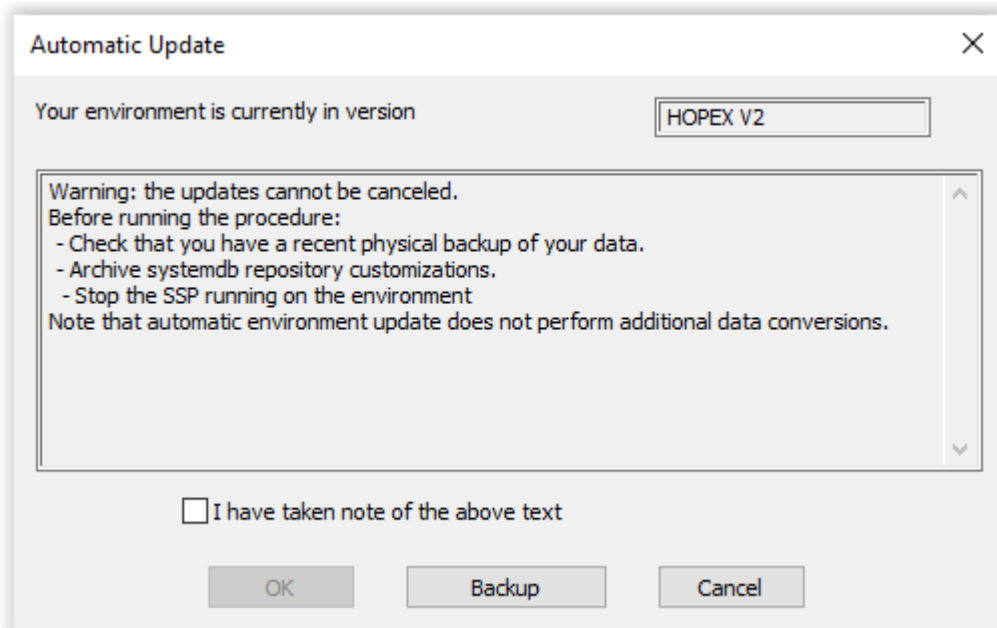 Automatic Update
Your environment is currently in version
HOPEX V2
Warning: the updates cannot be canceled.
Before running the procedure:
- Check that you have a recent physical backup of your data.
- Archive systemdb repository customizations.
- Stop the SSP running on the environment
Note that automatic environment update does not perform additional data conversions.
I have taken note of the above text
OK
Backup
Cancel